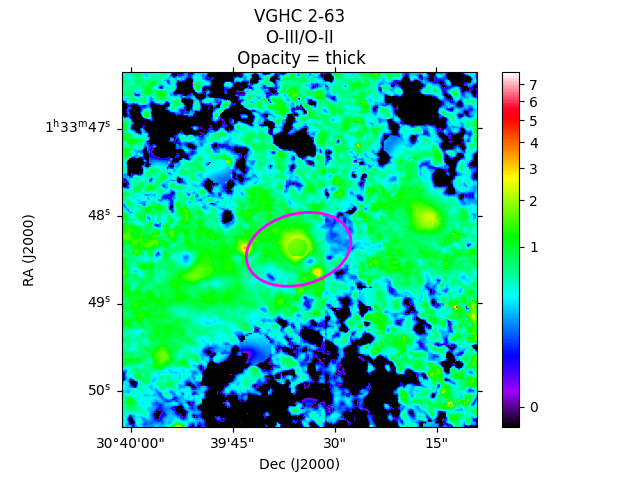 VGHC 2-63
O-III/O-II
Opacity = thick
1ʰ33ᵐ47ˢ
48ˢ
49ˢ
50ˢ
RA (J2000)
30°40'00"
39'45"
30"
15"
Dec (J2000)
7
6
5
4
3
2
1
0